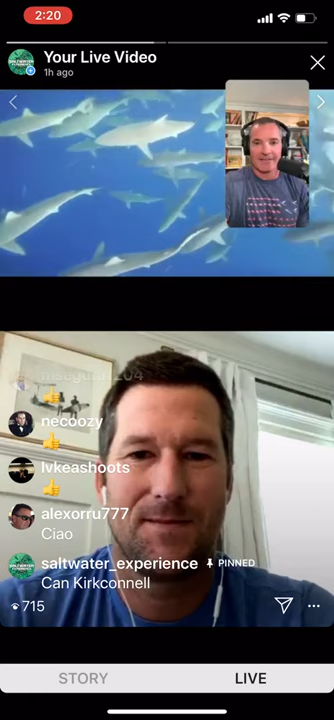 2:20
Your Live Video
1h ago
necoozy
👍
lvkeashoots
👍
alexorru777
Ciao
saltwater_experience PINNED
Can Kirkconnell
715
STORY LIVE